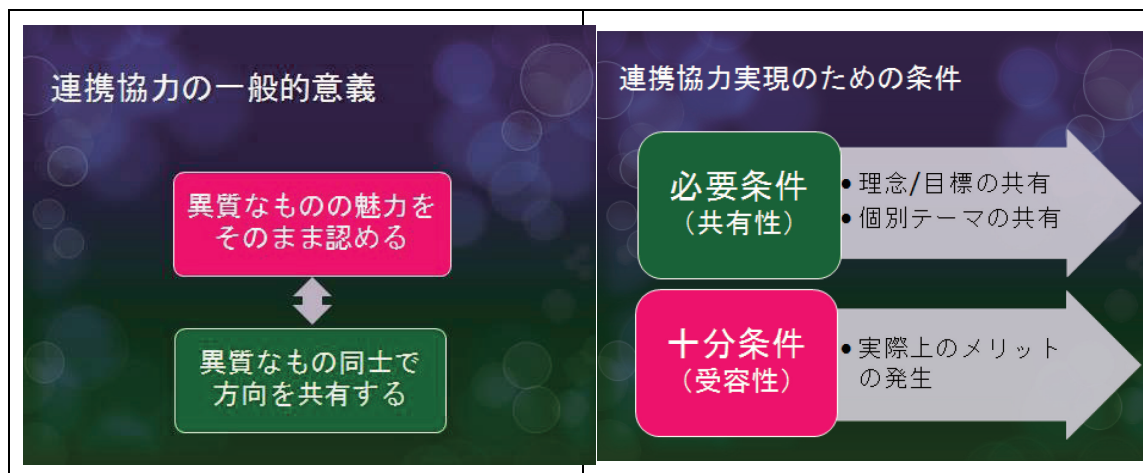 連携協力の一般的意義
異質なものの魅力を
そのまま認める
異質なもの同士で
方向を共有する
連携協力実現のための条件
必要条件
（共有性）
• 理念/目標の共有
• 個別テーマの共有
十分条件
（受容性）
• 実際上のメリット
の発生